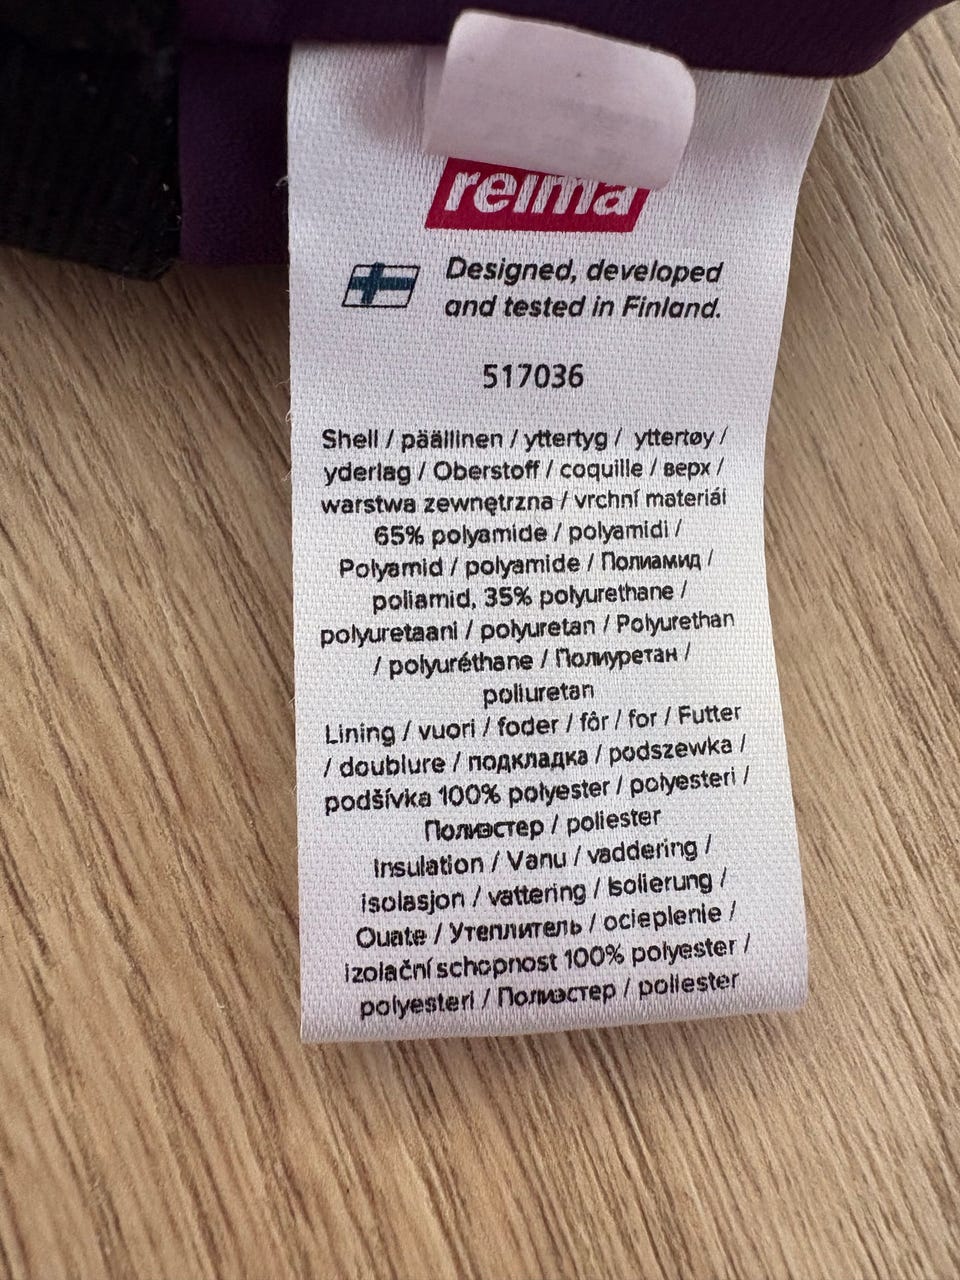 reima
Designed, developed
and tested in Finland.
517036
Shell / päällinen / yttertyg / yttertøy /
yderlag / Oberstoff / coquille / верх /
warstwa zewnętrzna / vrchní materiál
65% polyamide / polyamidi /
Polyamid / polyamide / Полиамид /
poliamid, 35% polyurethane /
polyuretaani / polyuretan / Polyurethan
/ polyuréthane / Полиуретан /
poliuretan
Lining / vuori / foder / fôr / for / Futter
/ doublure / подкладка / podszewka /
podšívka 100% polyester / polyesteri /
Полиэстер / poliester
Insulation / Vanu / vaddering /
isolasjon / vattering / Isolierung /
Ouate / Утеплитель / ocieplenie /
izolační schopnost 100% polyester /
polyesteri / Полиэстер / poliester